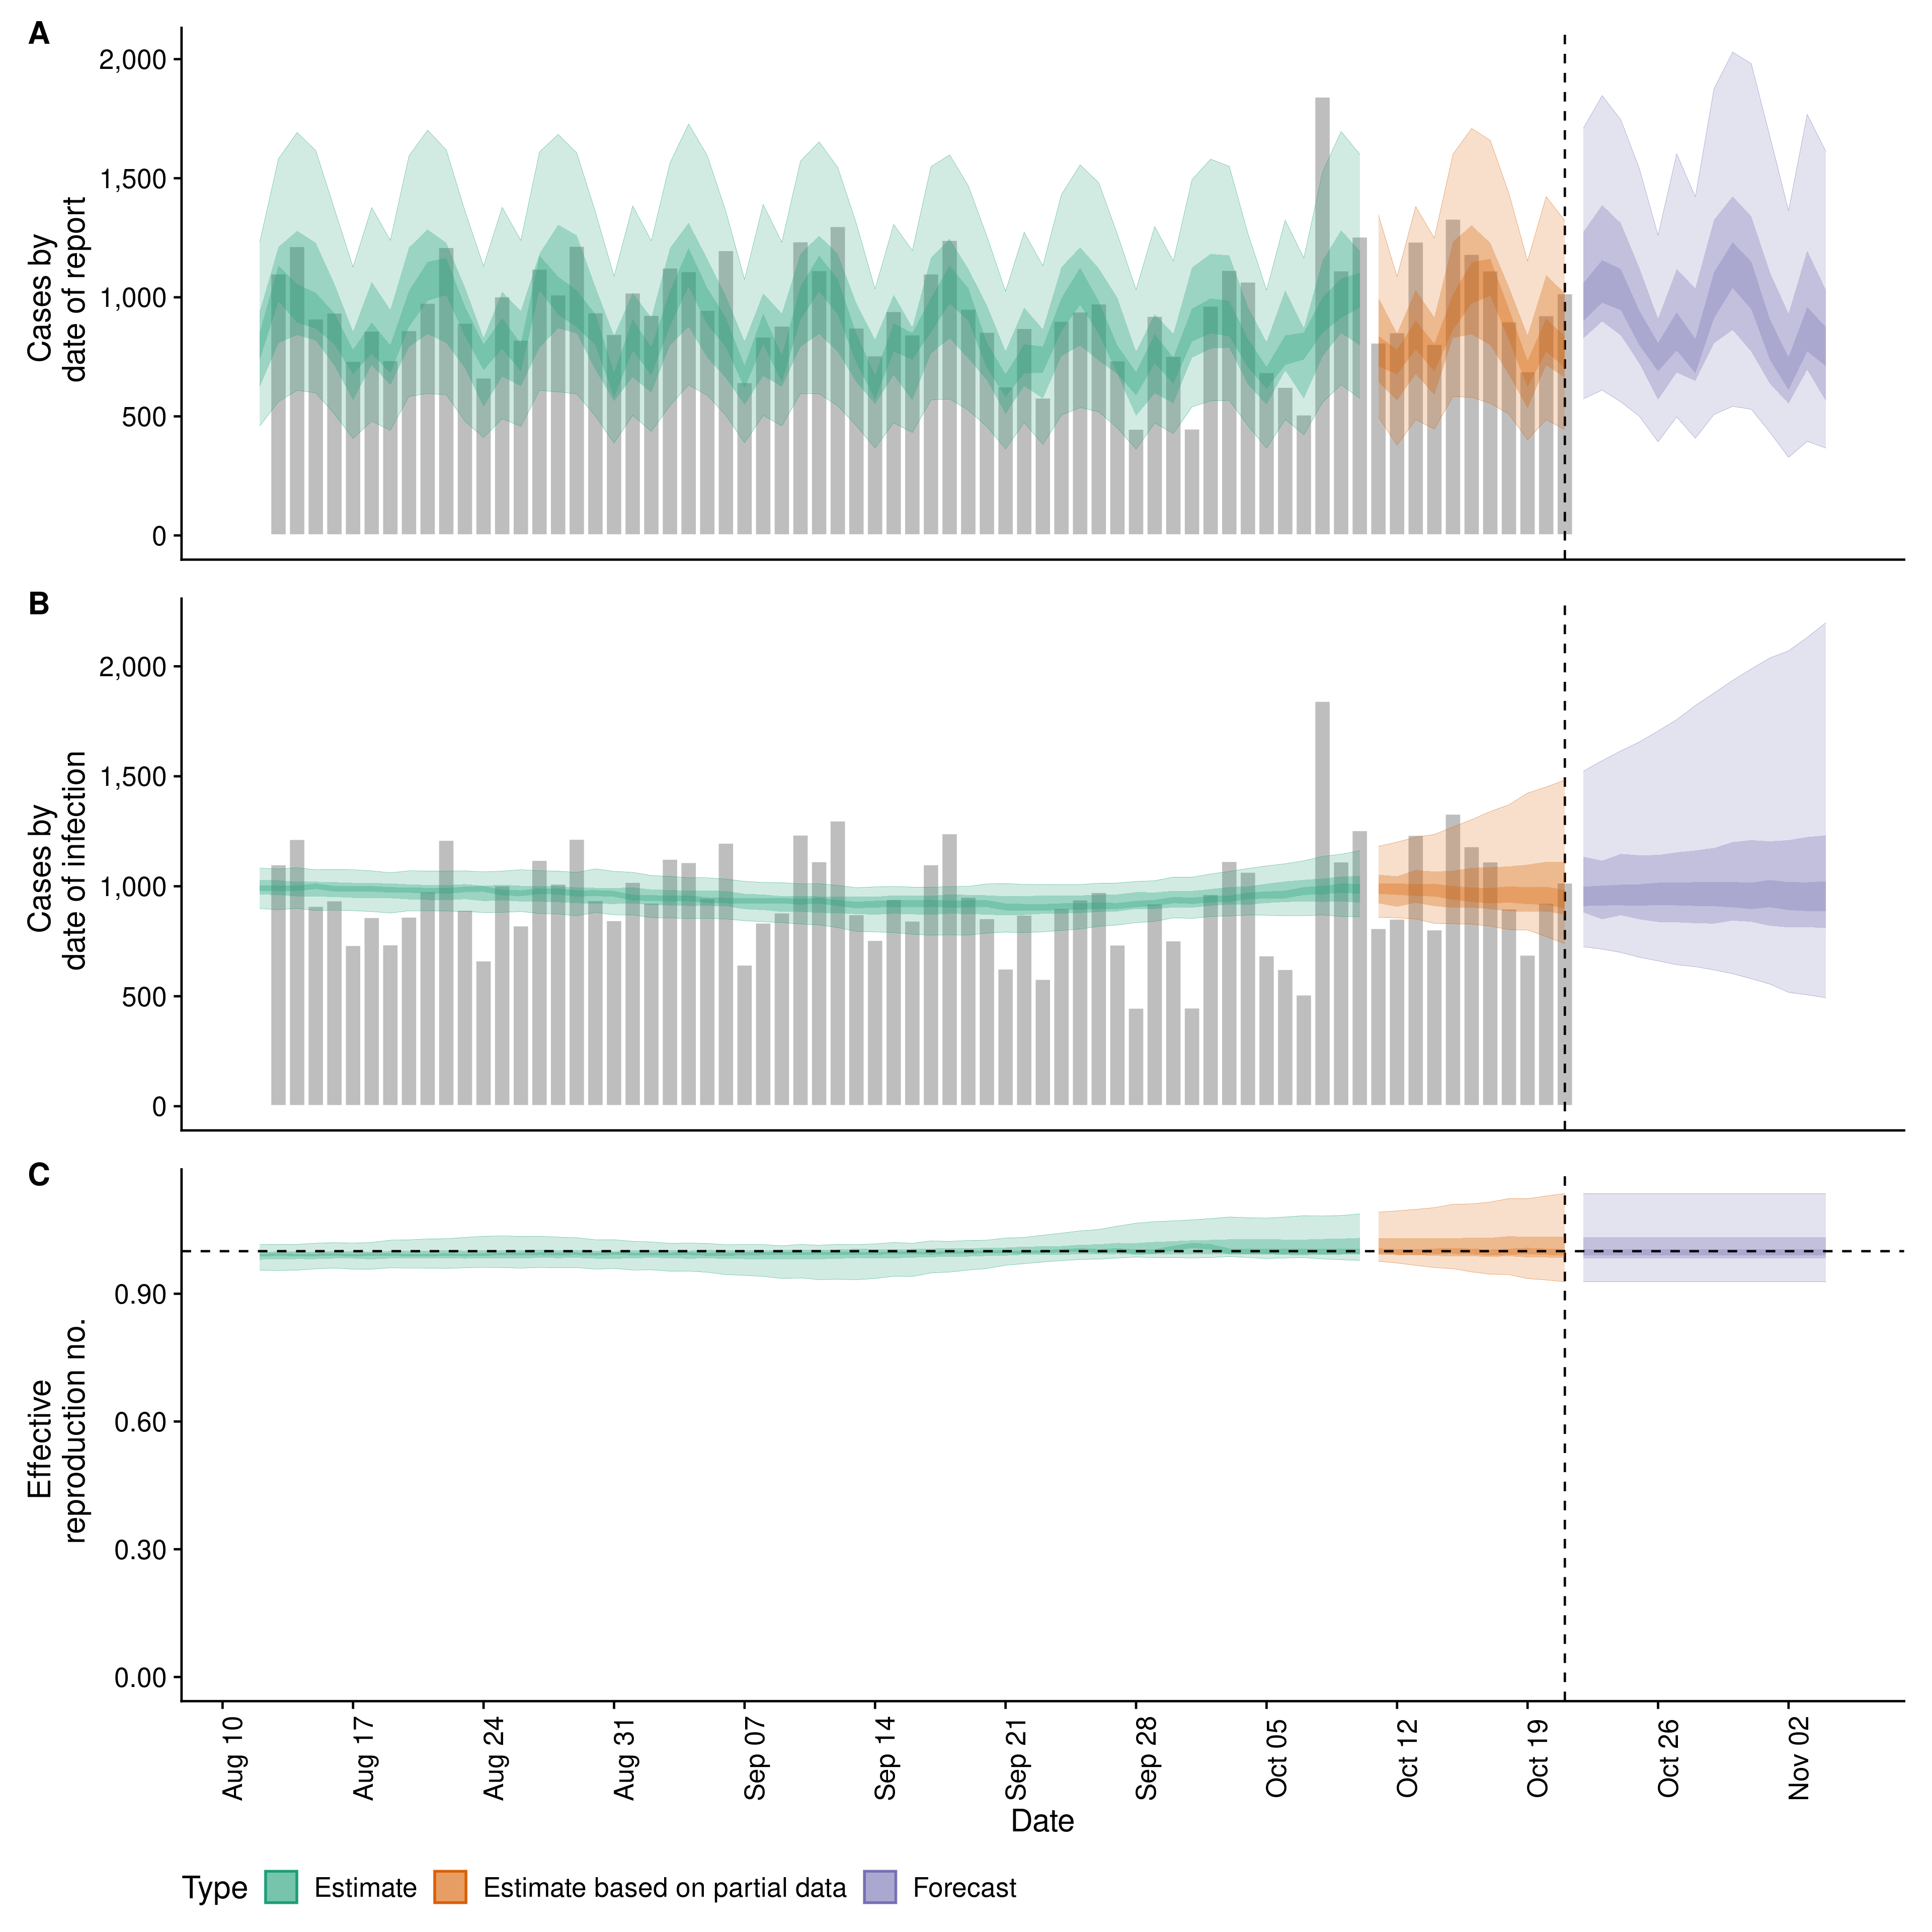 A
Cases by
date of report
2,000
1,500
1,000
500
0
B
Cases by
date of infection
2,000
1,500
1,000
500
0
C
Effective
reproduction no.
0.90
0.60
0.30
0.00
Aug 10
Aug 17
Aug 24
Aug 31
Sep 07
Sep 14
Sep 21
Sep 28
Oct 05
Oct 12
Oct 19
Oct 26
Nov 02
Date
Type Estimate Estimate based on partial data Forecast